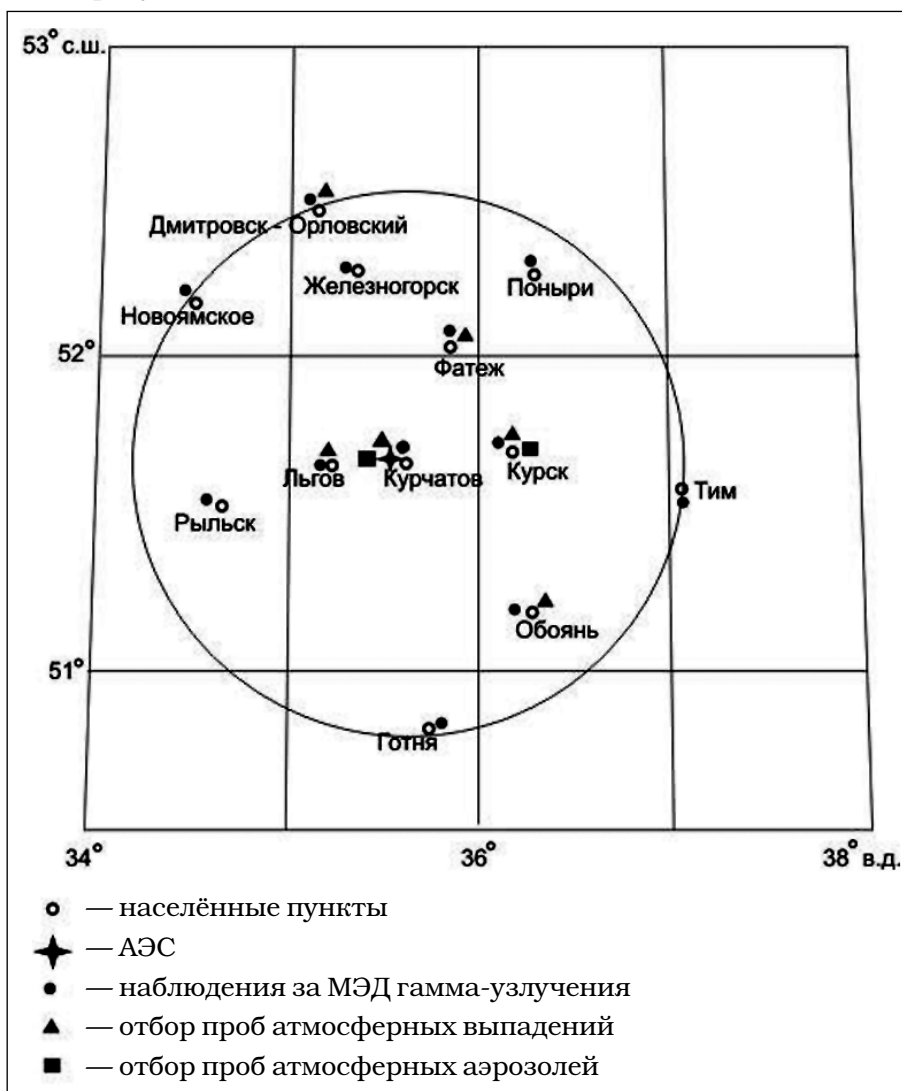 53° с.ш.
Дмитровск - Орловский
Железногорск
Поныри
Новоямское
52°
Фатеж
Льгов
Курчатов
Курск
Тим
Рыльск
Обоянь
51°
Готня
34°
36°
38° в.д.
— населённые пункты
— АЭС
— наблюдения за МЭД гамма-узлучения
— отбор проб атмосферных выпадений
— отбор проб атмосферных аэрозолей